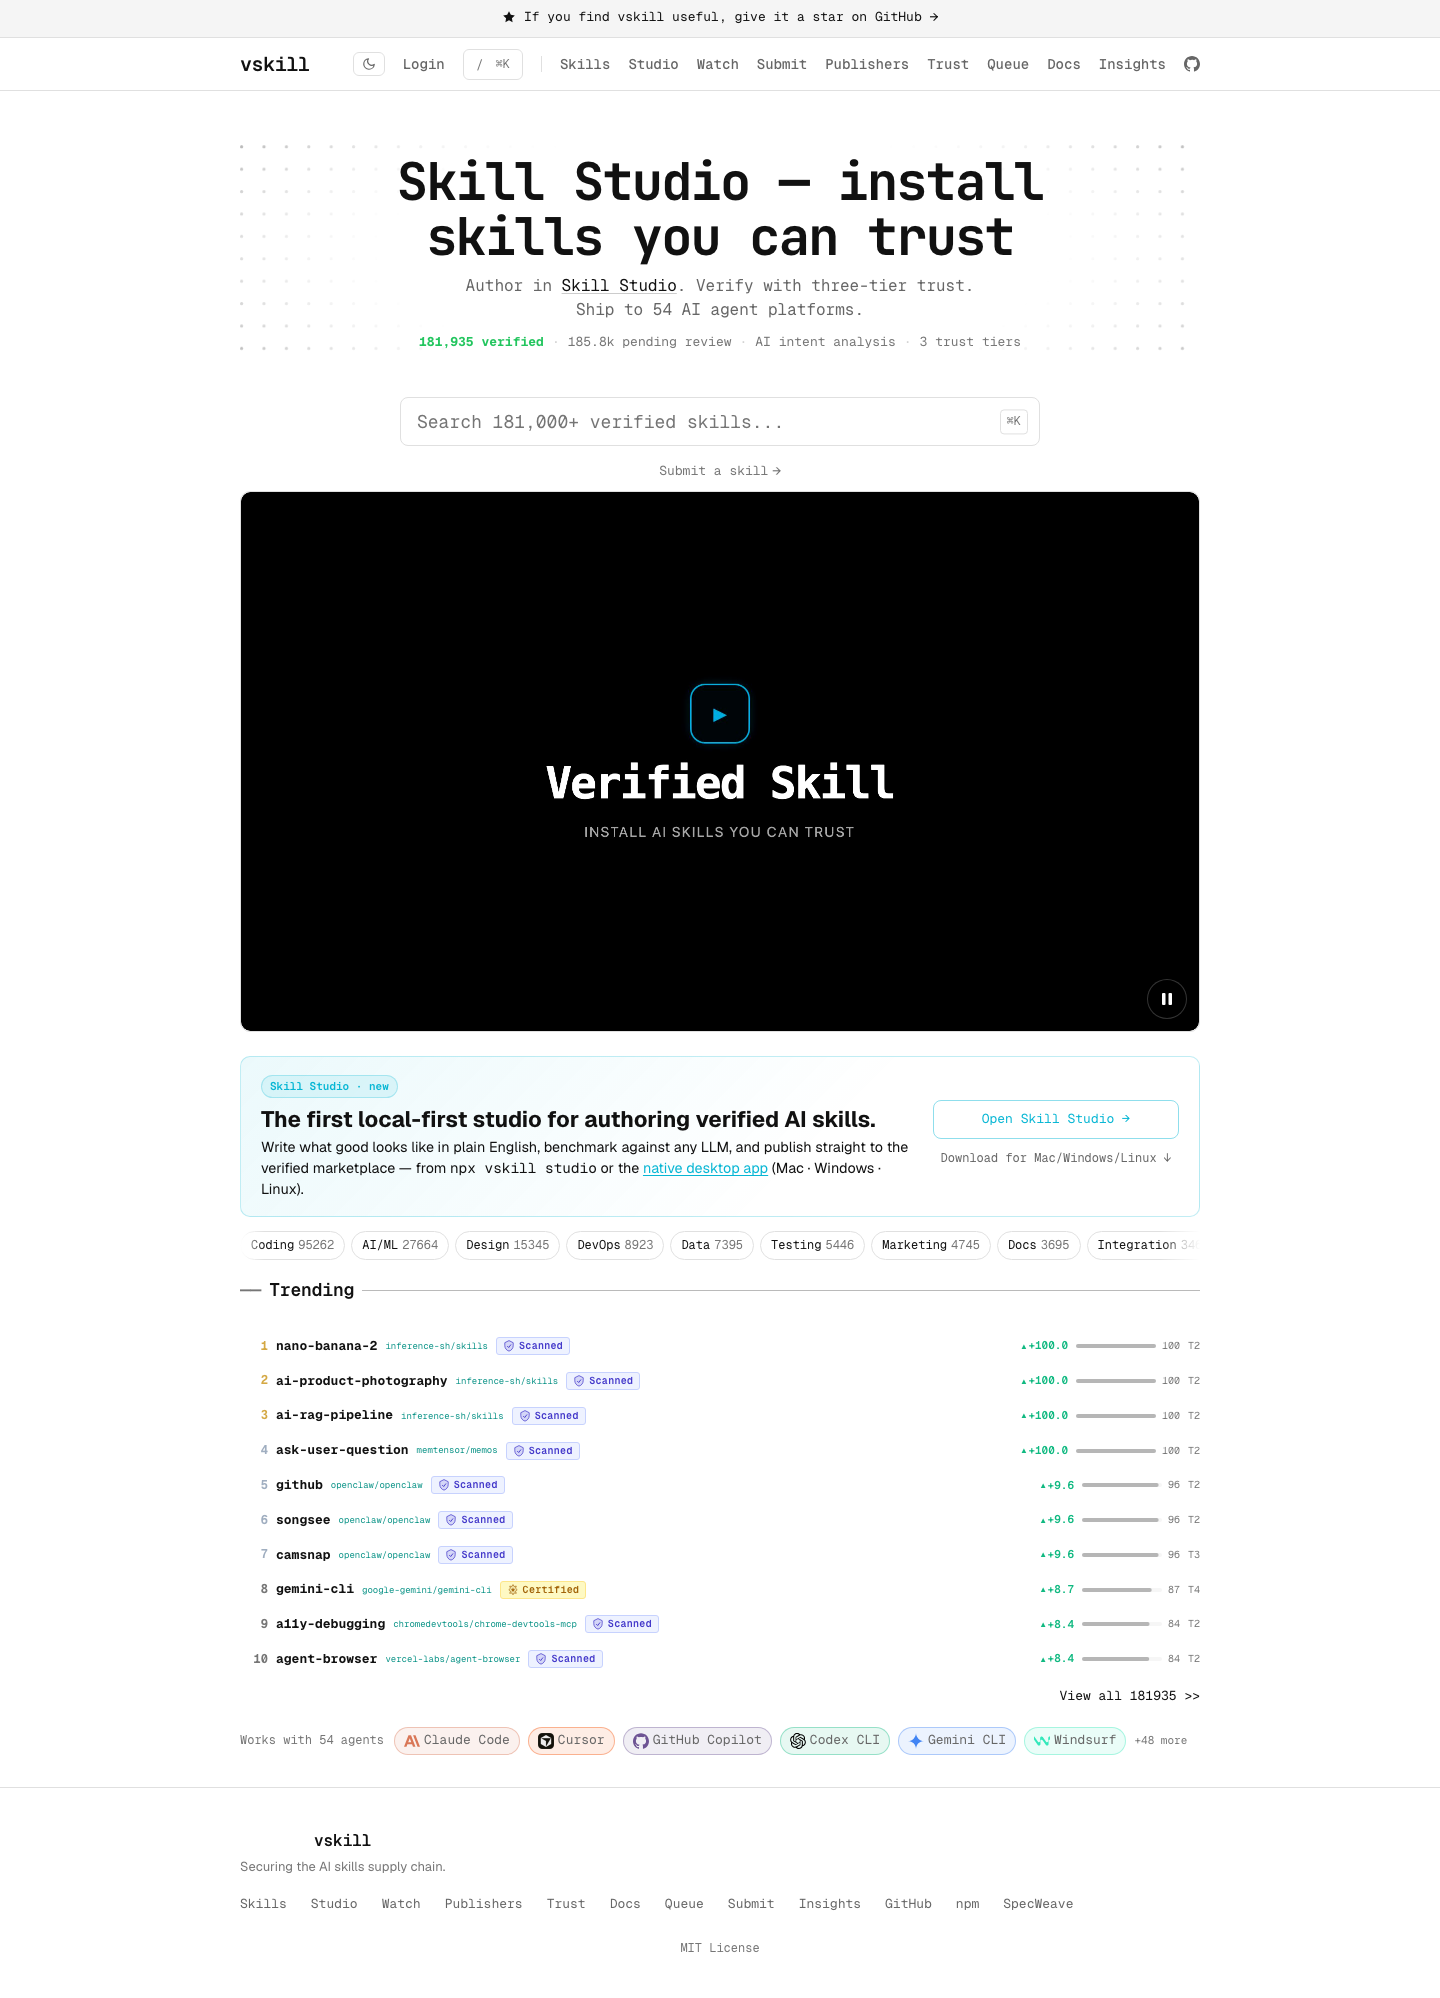 ★ If you find vskill useful, give it a star on GitHub →
vskill
Login
/ ⌘K
Skills Studio Watch Submit Publishers Trust Queue Docs Insights
Skill Studio — install
skills you can trust
Author in Skill Studio. Verify with three-tier trust.
Ship to 54 AI agent platforms.
181,935 verified · 185.8k pending review · AI intent analysis · 3 trust tiers
Search 181,000+ verified skills... ⌘K
Submit a skill →
Verified Skill
INSTALL AI SKILLS YOU CAN TRUST
Skill Studio · new
The first local-first studio for authoring verified AI skills.
Write what good looks like in plain English, benchmark against any LLM, and publish straight to the
verified marketplace — from npx vskill studio or the native desktop app (Mac · Windows ·
Linux).
Open Skill Studio →
Download for Mac/Windows/Linux ↓
Coding 95262 AI/ML 27664 Design 15345 DevOps 8923 Data 7395 Testing 5446 Marketing 4745 Docs 3695 Integration
Trending
1 nano-banana-2 inference-sh/skills Scanned ▲+100.0 100 T2
2 ai-product-photography inference-sh/skills Scanned ▲+100.0 100 T2
3 ai-rag-pipeline inference-sh/skills Scanned ▲+100.0 100 T2
4 ask-user-question memtensor/memos Scanned ▲+100.0 100 T2
5 github openclaw/openclaw Scanned ▲+9.6 96 T2
6 songsee openclaw/openclaw Scanned ▲+9.6 96 T2
7 camsnap openclaw/openclaw Scanned ▲+9.6 96 T3
8 gemini-cli google-gemini/gemini-cli Certified ▲+8.7 87 T4
9 a11y-debugging chromedevtools/chrome-devtools-mcp Scanned ▲+8.4 84 T2
10 agent-browser vercel-labs/agent-browser Scanned ▲+8.4 84 T2
View all 181935 >>
Works with 54 agents Claude Code Cursor GitHub Copilot Codex CLI Gemini CLI Windsurf +48 more
vskill
Securing the AI skills supply chain.
Skills Studio Watch Publishers Trust Docs Queue Submit Insights GitHub npm SpecWeave
MIT License